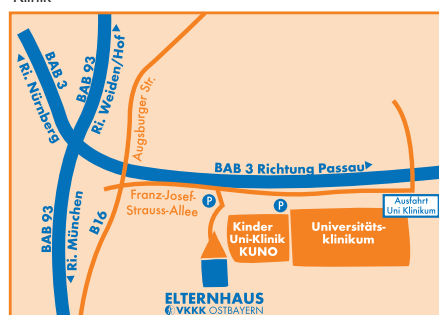 BAB 3
Ri. Nürnberg
BAB 93
Ri. Weiden/Hof
Augsburger Str.
BAB 3 Richtung Passau
Franz-Josef-
Strauss-Allee
P
P
Ausfahrt
Uni Klinikum
B16
BAB 93
Ri. München
Kinder
Uni-Klinik
KUNO
Universitäts-
klinikum
ELTERNHAUS
VKKK OSTBAYERN